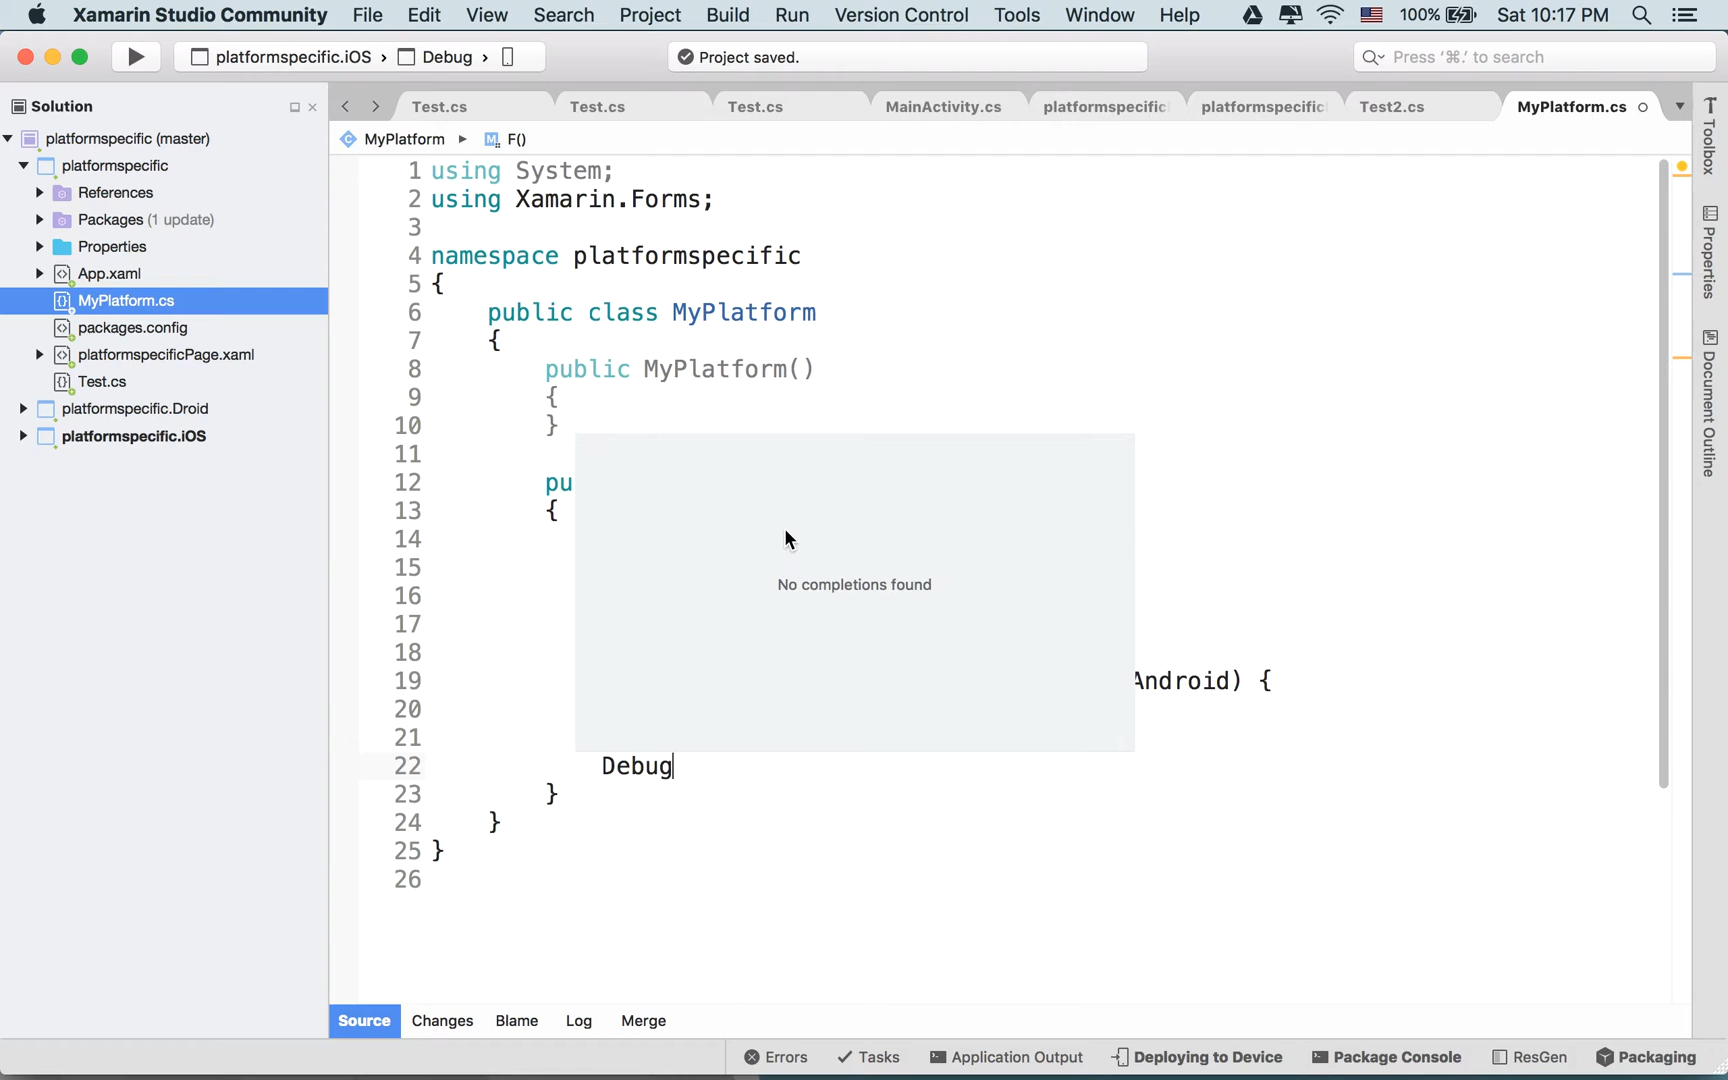 Xamarin Studio Community File Edit View Search Project Build Run Version Control Tools Window Help 100% Sat 10:17 PM
platformspecific.iOS › Debug › Project saved. Press ‘⌘.’ to search
Solution
Test.cs Test.cs Test.cs MainActivity.cs platformspecific platformspecific Test2.cs MyPlatform.cs
MyPlatform F()
platformspecific (master)
platformspecific
References
Packages (1 update)
Properties
App.xaml
MyPlatform.cs
packages.config
platformspecificPage.xaml
Test.cs
platformspecific.Droid
platformspecific.iOS
1 using System;
2 using Xamarin.Forms;
3
4 namespace platformspecific
5 {
6 public class MyPlatform
7 {
8 public MyPlatform()
9 {
10 }
11
12 pu
13 {
14
15
16
17
18
19 Android) {
20
21
22 Debug
23 }
24 }
25 }
26
No completions found
Toolbox
Properties
Document Outline
Source Changes Blame Log Merge
Errors Tasks Application Output Deploying to Device Package Console ResGen Packaging